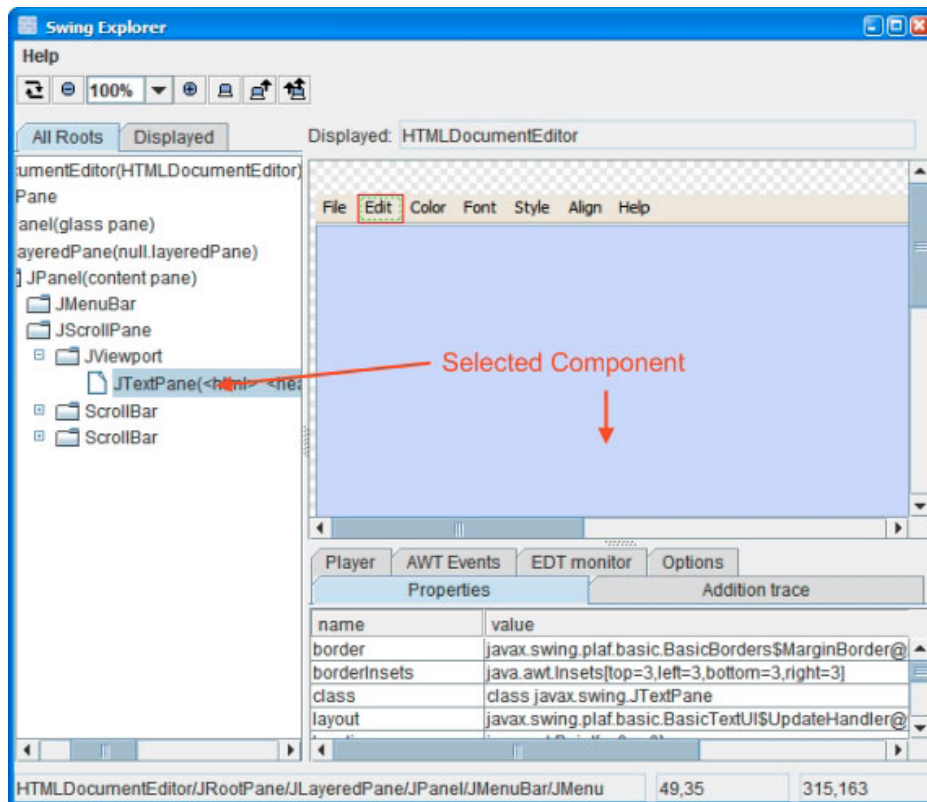 Swing Explorer
Help
100%
All Roots Displayed
Displayed: HTMLDocumentEditor
cumentEditor(HTMLDocumentEditor)
Pane
anel(glass pane)
ayeredPane(null.layeredPane)
JPanel(content pane)
JMenuBar
JScrollPane
JViewport
JTextPane(<html> <hea
ScrollBar
ScrollBar
File Edit Color Font Style Align Help
Selected Component
Player AWT Events EDT monitor Options
Properties Addition trace
name value
border javax.swing.plaf.basic.BasicBorders$MarginBorder@
borderInsets java.awt.Insets[top=3,left=3,bottom=3,right=3]
class class javax.swing.JTextPane
layout javax.swing.plaf.basic.BasicTextUI$UpdateHandler@
HTMLDocumentEditor/JRootPane/JLayeredPane/JPanel/JMenuBar/JMenu 49,35 315,163